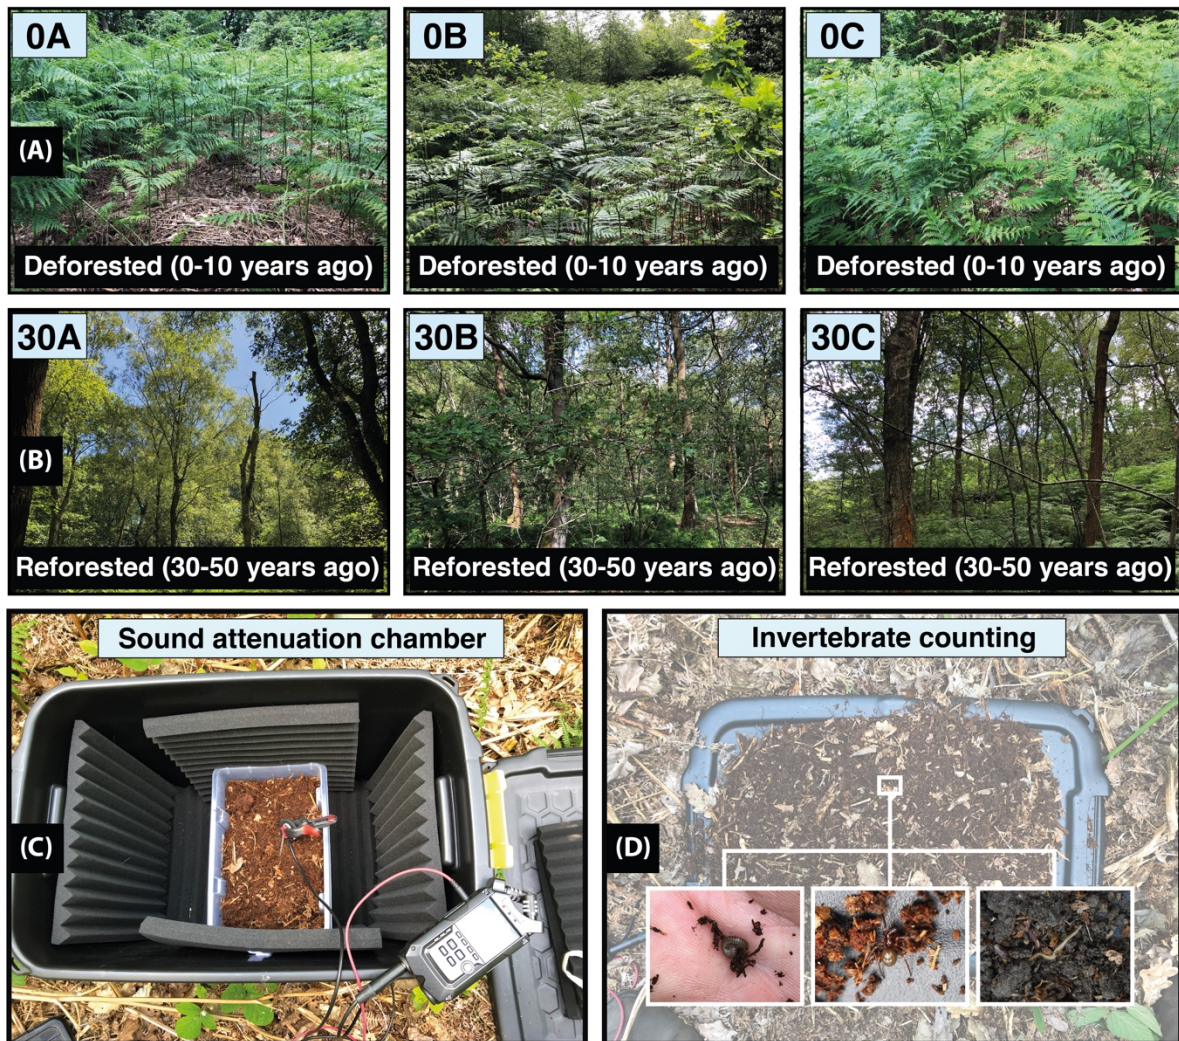 0A
0B
0C
(A)
Deforested (0-10 years ago)
Deforested (0-10 years ago)
Deforested (0-10 years ago)
30A
30B
30C
(B)
Reforested (30-50 years ago)
Reforested (30-50 years ago)
Reforested (30-50 years ago)
Sound attenuation chamber
Invertebrate counting
(C)
(D)